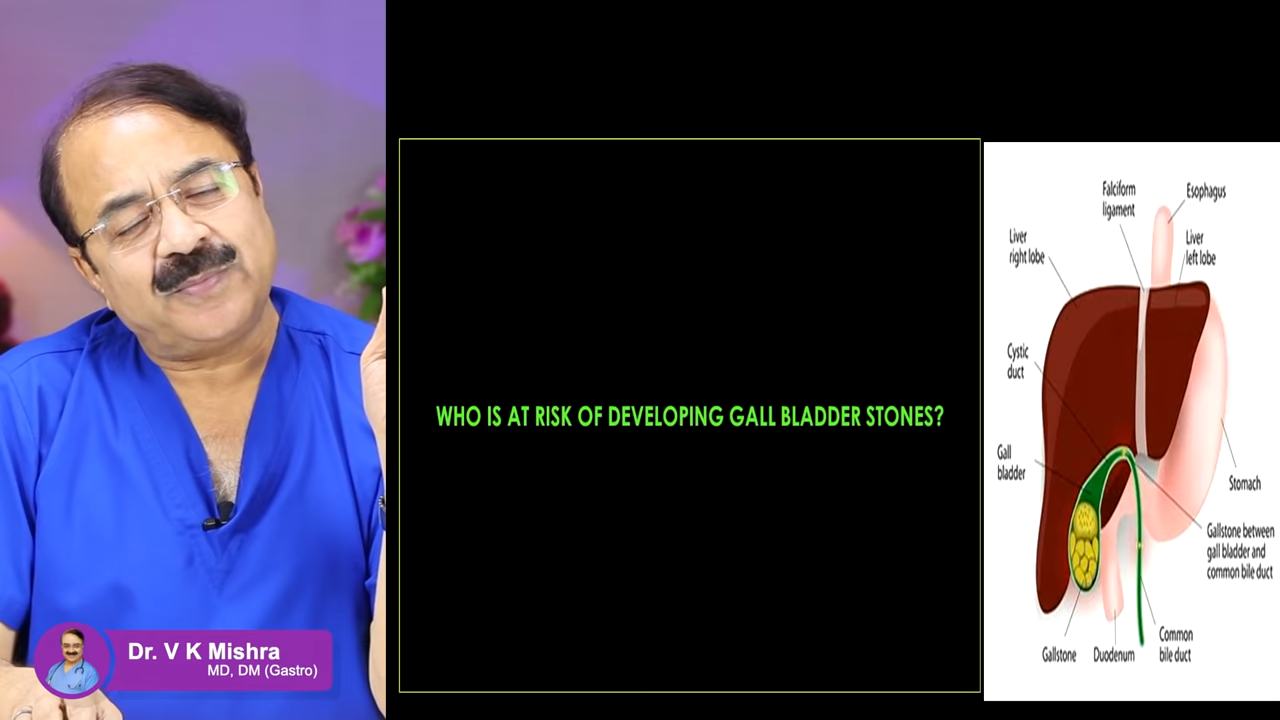 Dr. V K Mishra
MD, DM (Gastro)
WHO IS AT RISK OF DEVELOPING GALL BLADDER STONES?
Falciform
ligament
Esophagus
Liver
right lobe
Liver
left lobe
Cystic
duct
Gall
bladder
Stomach
Gallstone between
gall bladder and
common bile duct
Gallstone
Duodenum
Common
bile duct